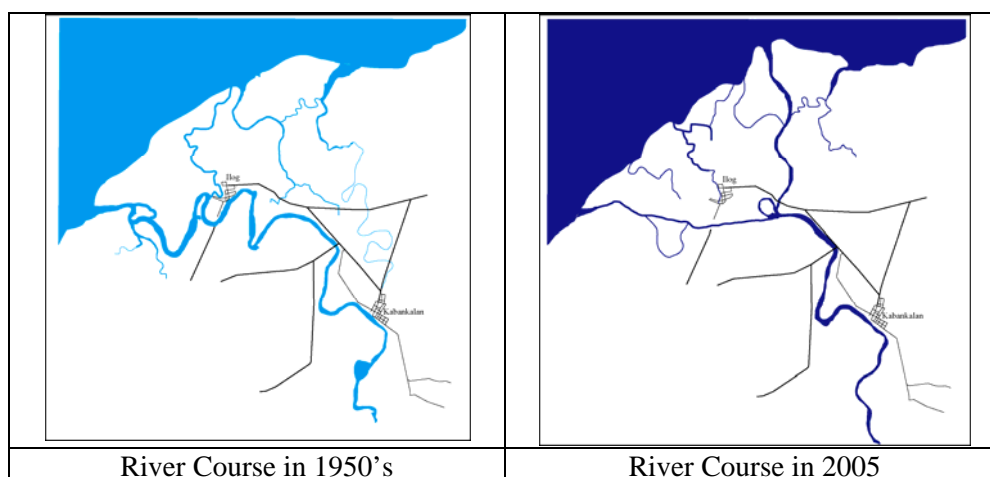 Ilog
Kabankalan
Ilog
Kabankalan
River Course in 1950's
River Course in 2005